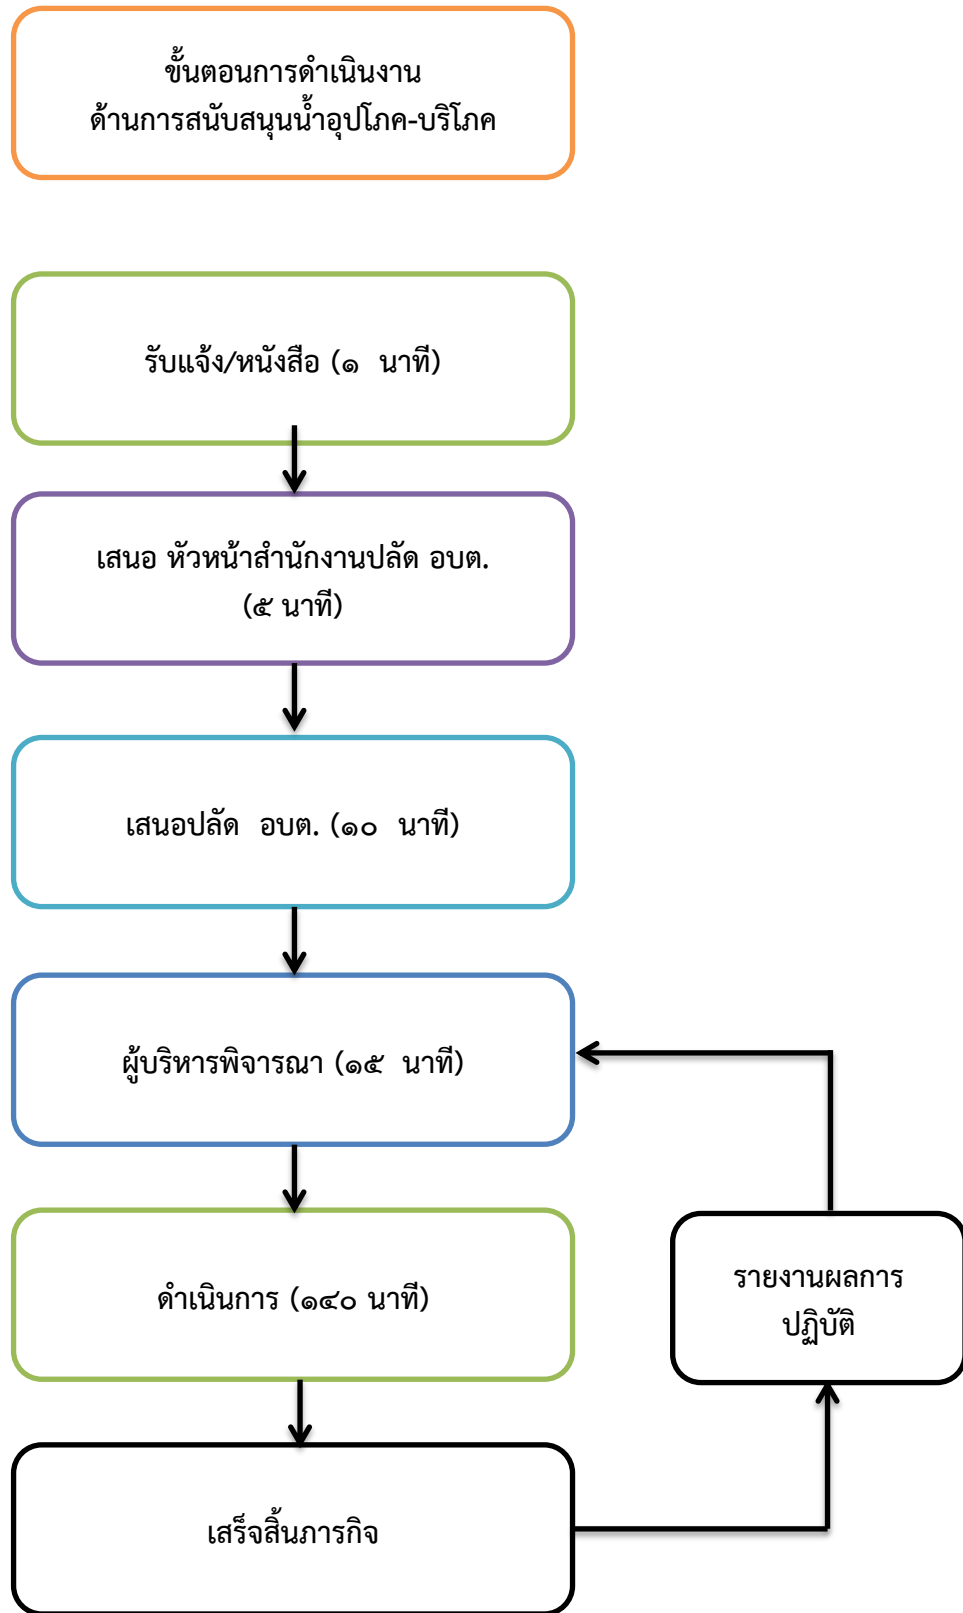 ขั้นตอนการดำเนินงาน
ด้านการสนับสนุนน้ำอุปโภค-บริโภค
รับแจ้ง/หนังสือ (๑ นาที)
เสนอ หัวหน้าสำนักงานปลัด อบต.
(๕ นาที)
เสนอปลัด อบต. (๑๐ นาที)
ผู้บริหารพิจารณา (๑๕ นาที)
ดำเนินการ (๑๔๐ นาที)
รายงานผลการ
ปฏิบัติ
เสร็จสิ้นภารกิจ